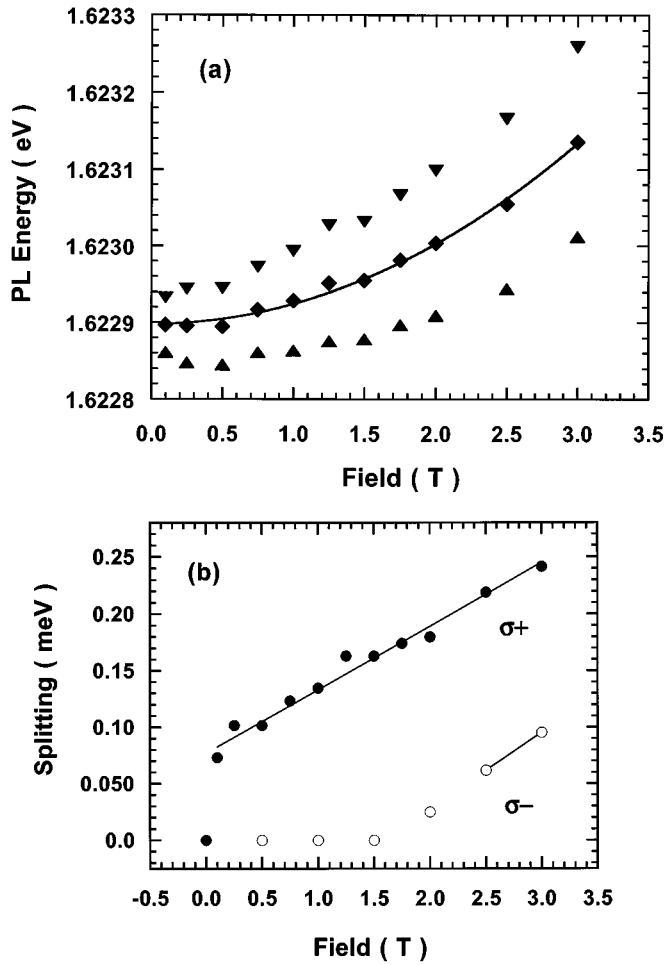 (a)
PL Energy ( eV )
1.6233
1.6232
1.6231
1.6230
1.6229
1.6228
0.0 0.5 1.0 1.5 2.0 2.5 3.0 3.5
Field ( T )
(b)
Splitting ( meV )
0.25
0.20
0.15
0.10
0.050
0.0
σ+
σ−
-0.5 0.0 0.5 1.0 1.5 2.0 2.5 3.0 3.5
Field ( T )